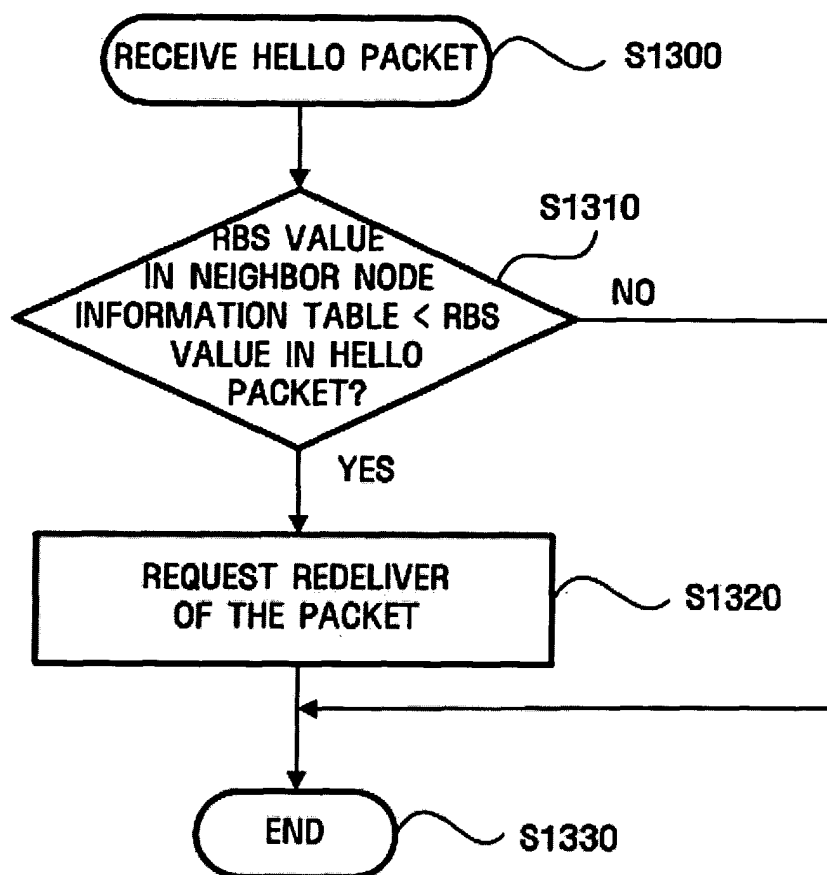 RECEIVE HELLO PACKET
S1300
S1310
RBS VALUE
IN NEIGHBOR NODE
INFORMATION TABLE < RBS
VALUE IN HELLO
PACKET?
NO
YES
REQUEST REDELIVER
OF THE PACKET
S1320
END
S1330